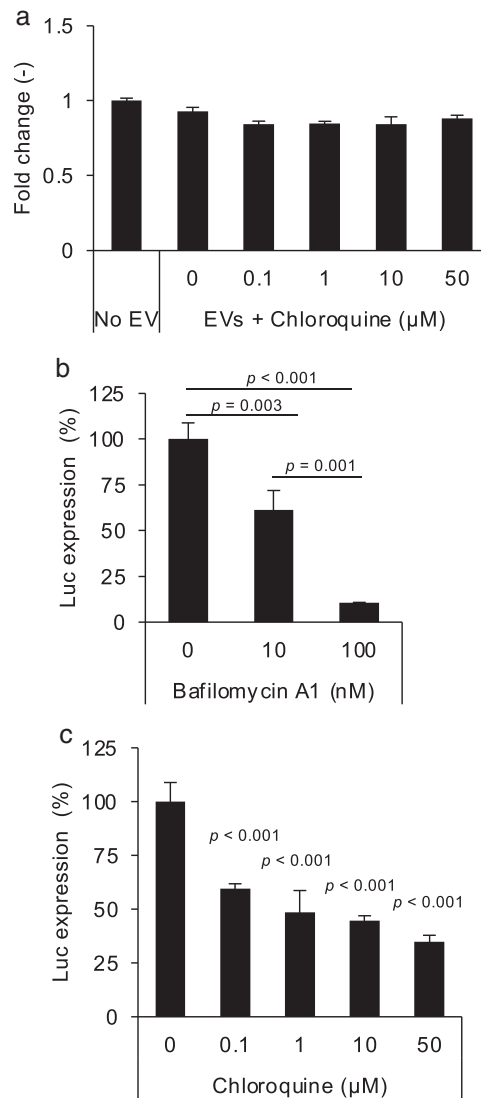 a
Fold change (-)
1.5
1
0.5
0
0 0.1 1 10 50
No EV EVs + Chloroquine (µM)
b
Luc expression (%)
125
100
75
50
25
0
p < 0.001
p = 0.003
p = 0.001
0 10 100
Bafilomycin A1 (nM)
c
Luc expression (%)
125
100
75
50
25
0
p < 0.001
p < 0.001
p < 0.001
p < 0.001
0 0.1 1 10 50
Chloroquine (µM)